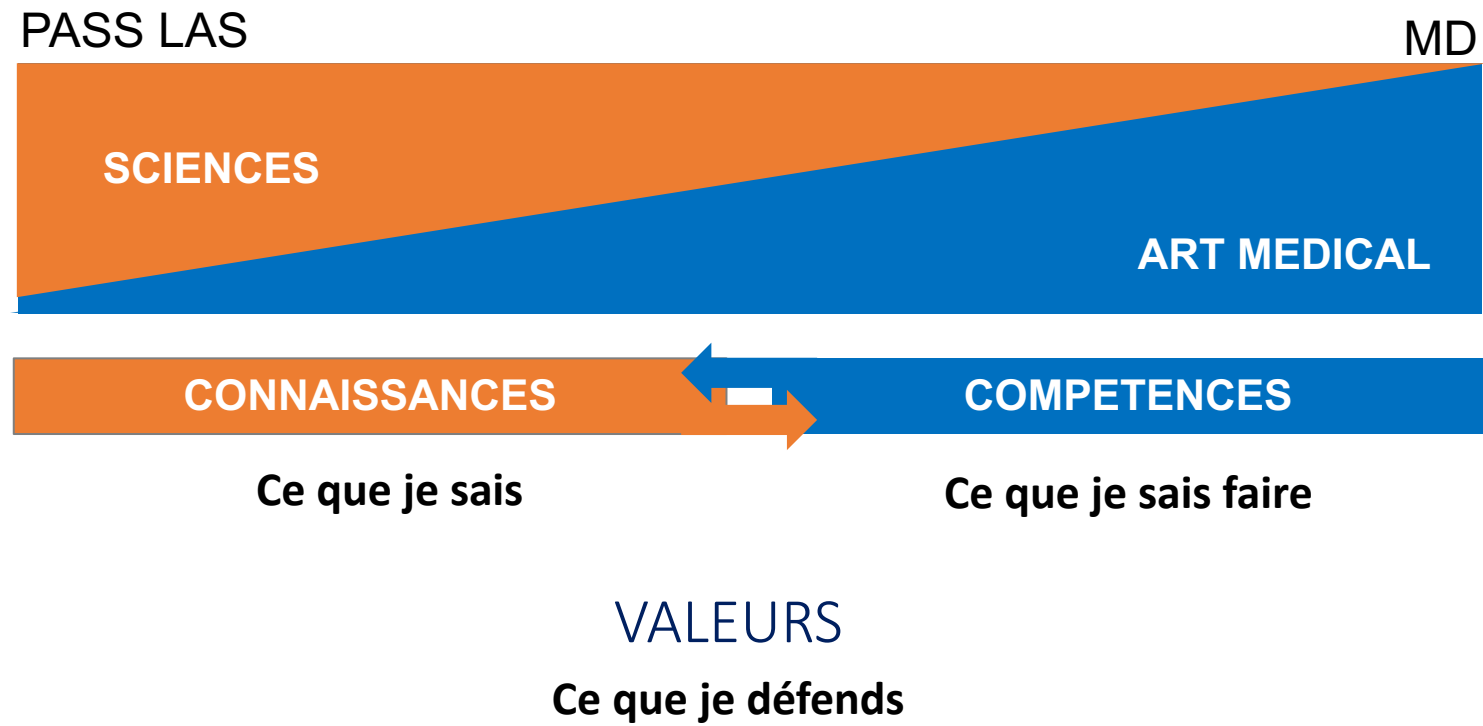 PASS LAS
MD
SCIENCES
ART MEDICAL
CONNAISSANCES
COMPETENCES
Ce que je sais
Ce que je sais faire
VALEURS
Ce que je défends